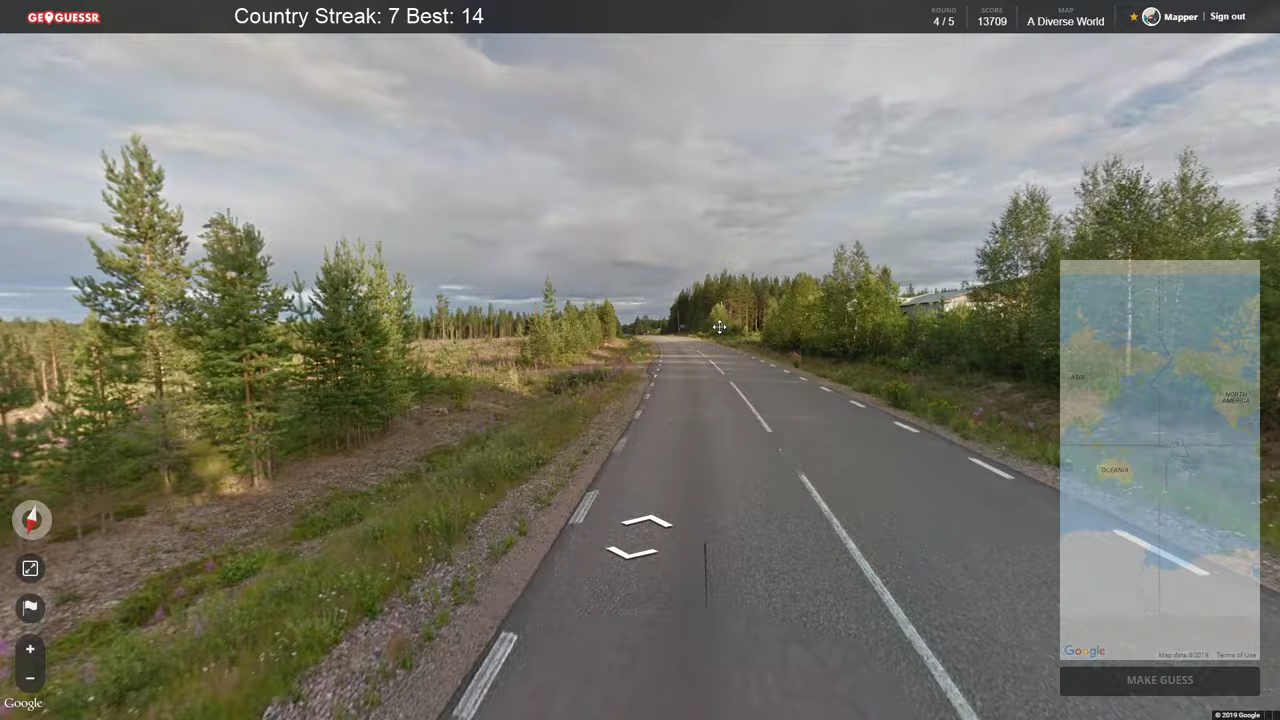 GEOGUESSR
Country Streak: 7 Best: 14
ROUND
4 / 5
SCORE
13709
MAP
A Diverse World
Mapper
Sign out
ASIA
NORTH
AMERICA
OCEANIA
+
−
Google
Google
Map data ©2019
Terms of Use
MAKE GUESS
© 2019 Google